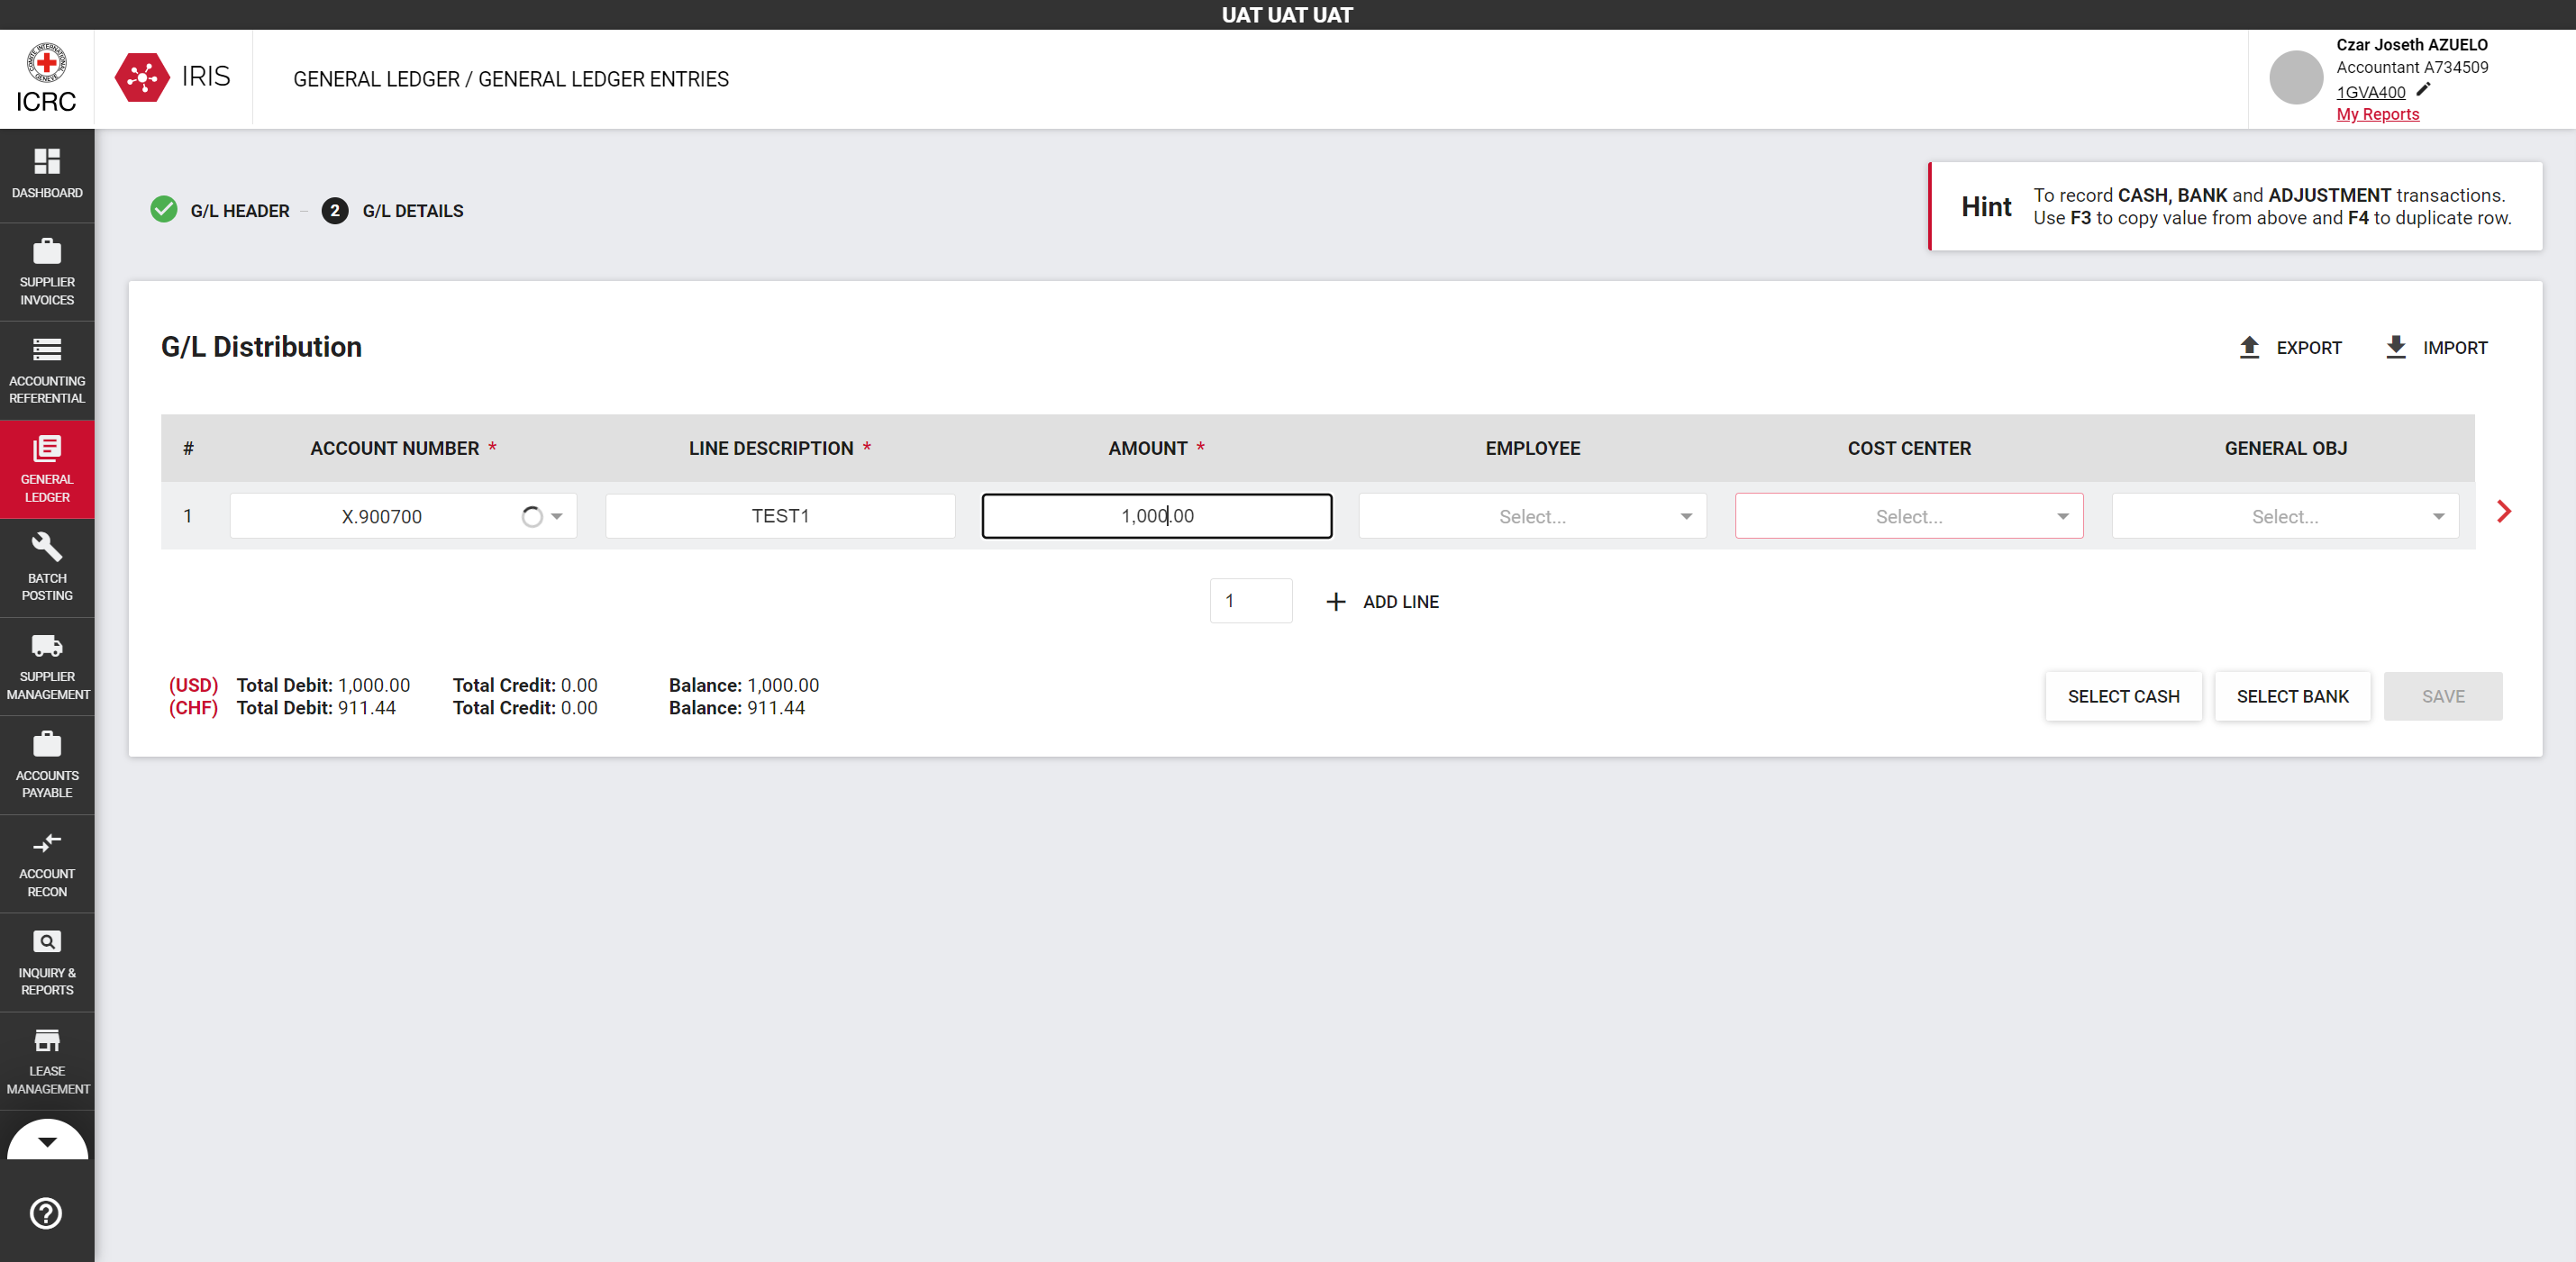 UAT UAT UAT
ICRC
IRIS
GENERAL LEDGER / GENERAL LEDGER ENTRIES
Czar Joseth AZUELO
Accountant A734509
1GVA400
My Reports
DASHBOARD
SUPPLIER
INVOICES
ACCOUNTING
REFERENTIAL
GENERAL
LEDGER
BATCH
POSTING
SUPPLIER
MANAGEMENT
ACCOUNTS
PAYABLE
ACCOUNT
RECON
INQUIRY &
REPORTS
LEASE
MANAGEMENT
G/L HEADER
2 G/L DETAILS
Hint
To record CASH, BANK and ADJUSTMENT transactions.
Use F3 to copy value from above and F4 to duplicate row.
G/L Distribution
EXPORT IMPORT
# ACCOUNT NUMBER * LINE DESCRIPTION * AMOUNT * EMPLOYEE COST CENTER GENERAL OBJ
1 X.900700 TEST1 1,000.00 Select... Select... Select...
1 ADD LINE
(USD) Total Debit: 1,000.00 Total Credit: 0.00 Balance: 1,000.00
(CHF) Total Debit: 911.44 Total Credit: 0.00 Balance: 911.44
SELECT CASH SELECT BANK SAVE